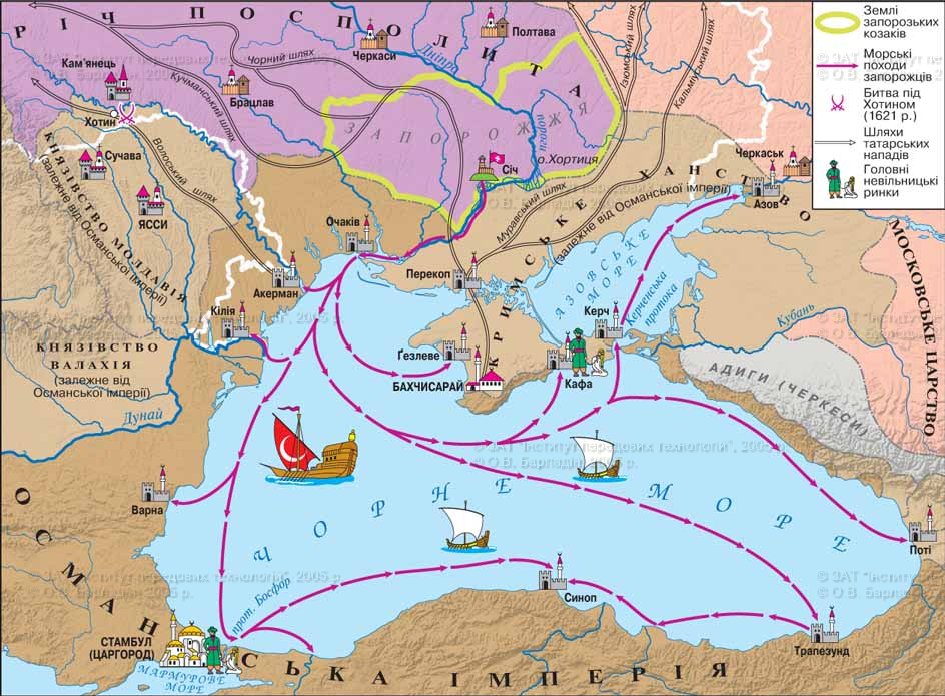 РІЧ ПОСПОЛИТА
Землі
запорозьких
козаків
Морські
походи
запорожців
Битва під
Хотином
(1621 р.)
Шляхи
татарських
нападів
Головні
невільницькі
ринки
Кам'янець
Черкаси
Полтава
Дніпро
Чорний шлях
Кучманський шлях
Брацлав
Ізюмський шлях
Кальміуський шлях
Хотин
ЗАПОРОЖЖЯ
пороги
о.Хортиця
Січ
Волоський шлях
Сучава
ЯССИ
КНЯЗІВСТВО МОЛДАВІЯ
(залежне від Османської імперії)
Муравський шлях
КРИМСЬКЕ ХАНСТВО
(залежне від Османської імперії)
Черкаськ
Азов
Очаків
Перекоп
Акерман
Кілія
АЗОВСЬКЕ
МОРЕ
Керченська
протока
Керч
Кубань
МОСКОВСЬКЕ ЦАРСТВО
КНЯЗІВСТВО
ВАЛАХІЯ
(залежне від
Османської імперії)
Дунай
Ґезлеве
БАХЧИСАРАЙ
Кафа
АДИГИ (ЧЕРКЕСИ)
© ЗАТ "Інститут передових технологій", 2005 р.
© О.В. Барладін, 2005 р.
Варна
ЧОРНЕ МОРЕ
Поті
прот. Босфор
Синоп
Трапезунд
СТАМБУЛ
(ЦАРГОРОД)
МАРМУРОВЕ
МОРЕ
ОСМАНСЬКА ІМПЕРІЯ